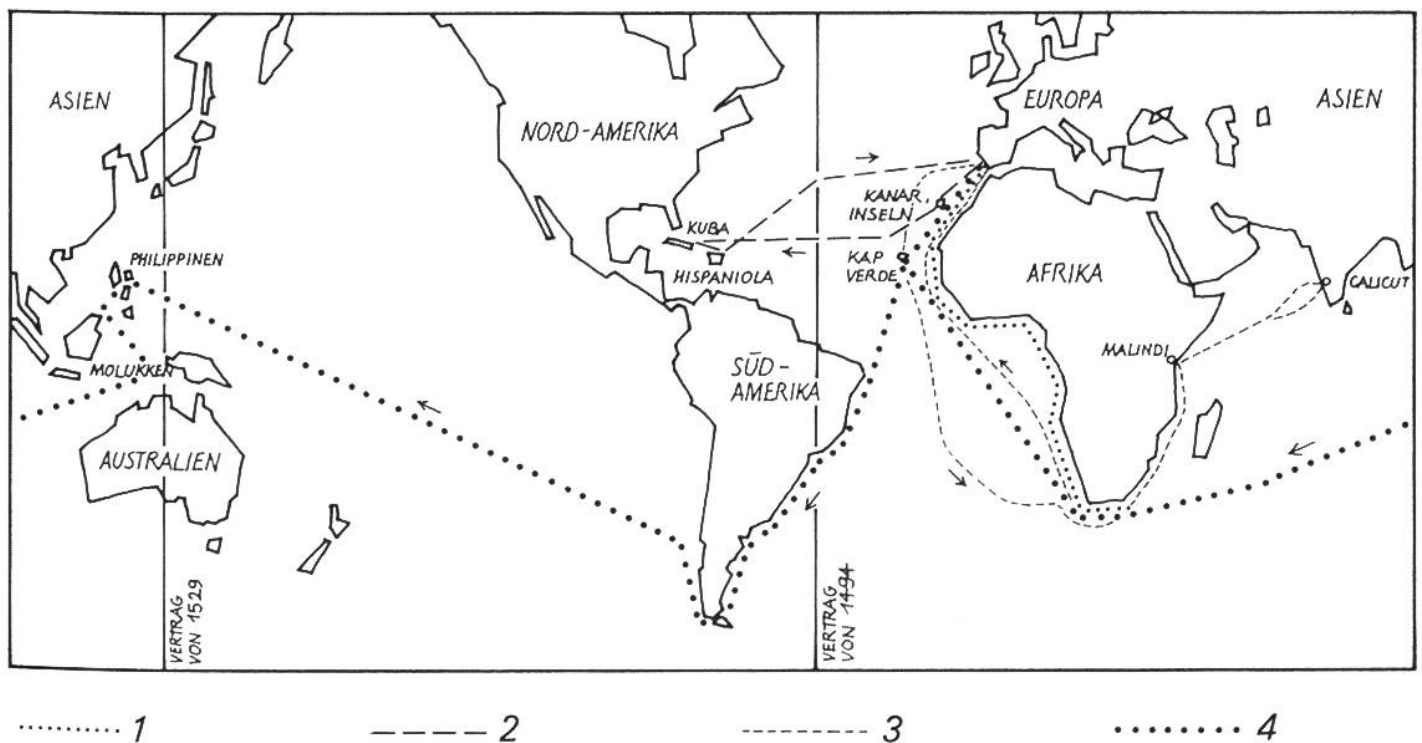 ASIEN
NORD-AMERIKA
EUROPA
ASIEN
KANAR.
INSELN
KUBA
HISPANIOLA
KAP
VERDE
AFRIKA
PHILIPPINEN
CALICUT
MALINDI
MOLUKKEN
SÜD-
AMERIKA
AUSTRALIEN
VERTRAG
VON 1529
VERTRAG
VON 1494
1
2
3
4